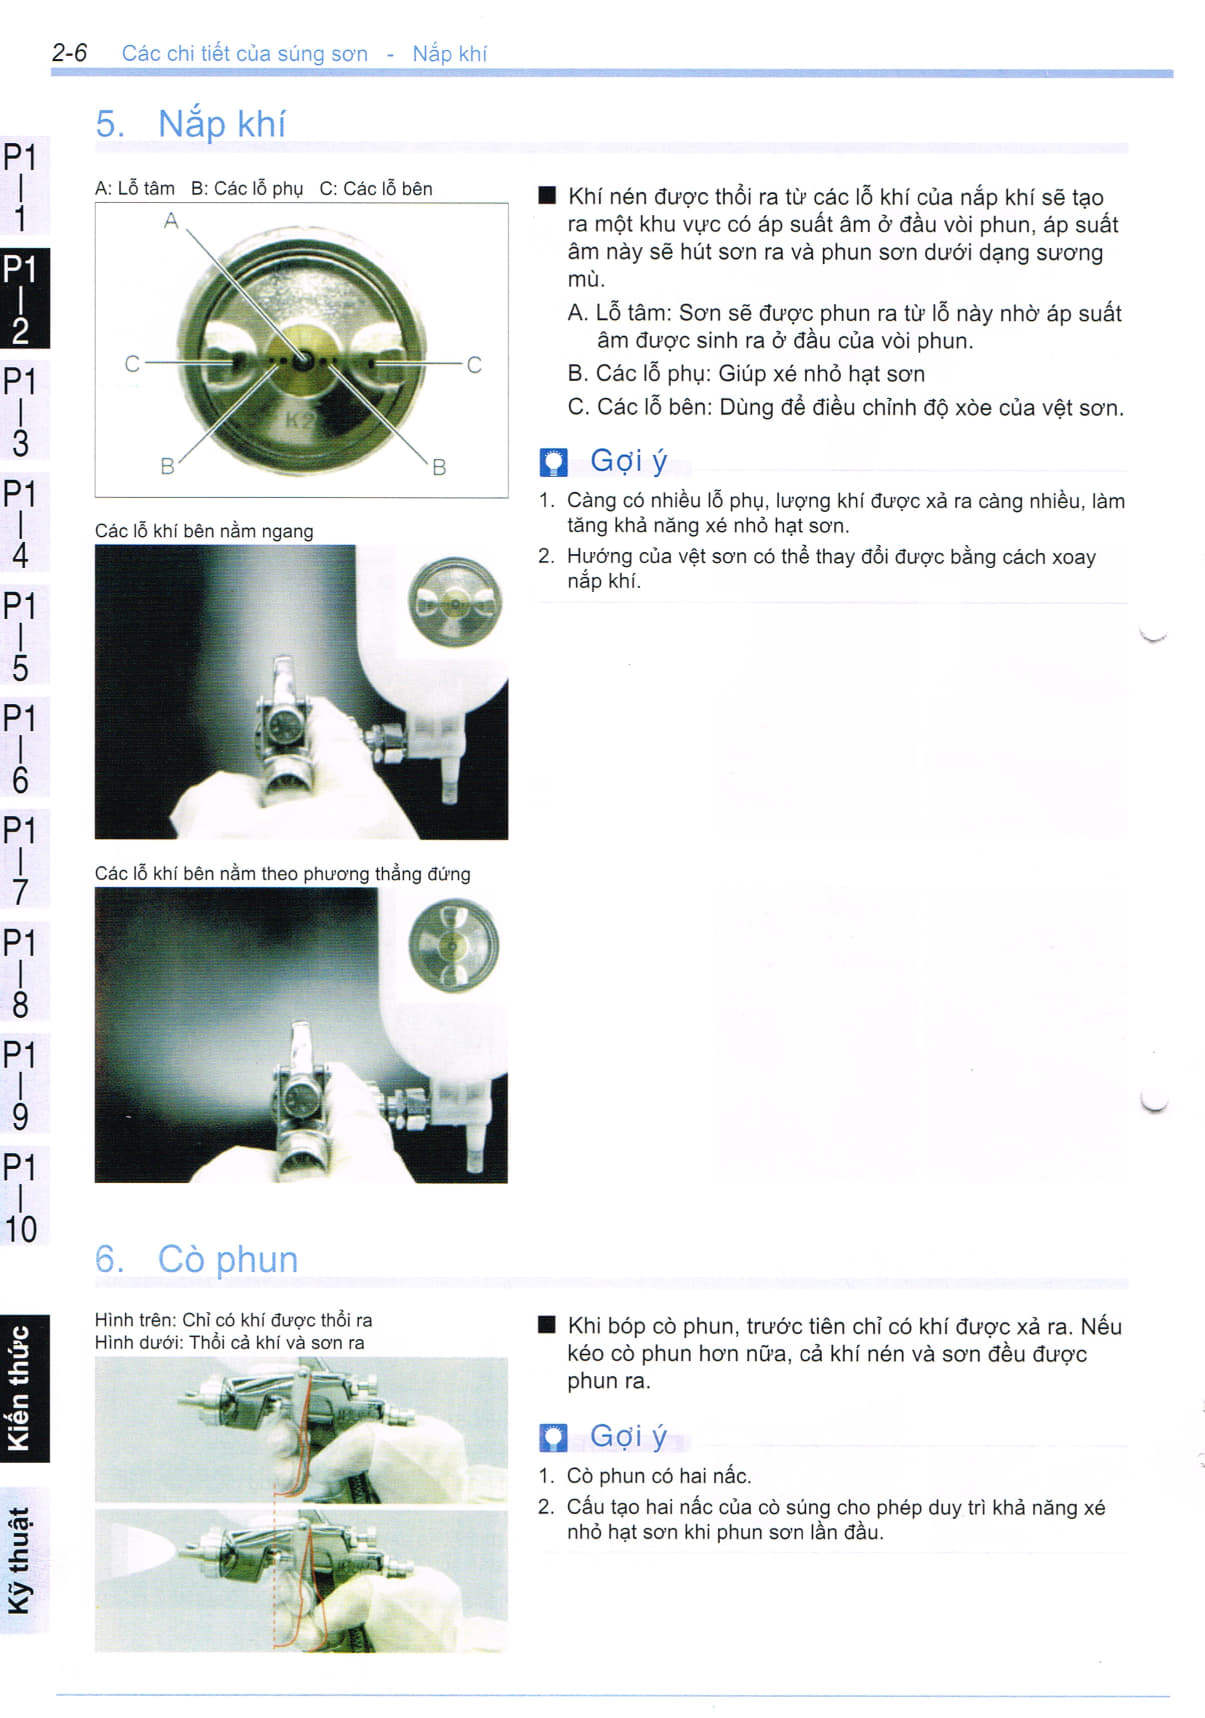 2-6 Các chi tiết của súng sơn - Nắp khí
5. Nắp khí
A: Lỗ tâm B: Các lỗ phụ C: Các lỗ bên
A
C
C
K2
B
B
Các lỗ khí bên nằm ngang
Các lỗ khí bên nằm theo phương thẳng đứng
■ Khí nén được thổi ra từ các lỗ khí của nắp khí sẽ tạo
ra một khu vực có áp suất âm ở đầu vòi phun, áp suất
âm này sẽ hút sơn ra và phun sơn dưới dạng sương
mù.
A. Lỗ tâm: Sơn sẽ được phun ra từ lỗ này nhờ áp suất
âm được sinh ra ở đầu của vòi phun.
B. Các lỗ phụ: Giúp xé nhỏ hạt sơn
C. Các lỗ bên: Dùng để điều chỉnh độ xòe của vệt sơn.
Gợi ý
1. Càng có nhiều lỗ phụ, lượng khí được xả ra càng nhiều, làm
tăng khả năng xé nhỏ hạt sơn.
2. Hướng của vệt sơn có thể thay đổi được bằng cách xoay
nắp khí.
6. Cò phun
Hình trên: Chỉ có khí được thổi ra
Hình dưới: Thổi cả khí và sơn ra
■ Khi bóp cò phun, trước tiên chỉ có khí được xả ra. Nếu
kéo cò phun hơn nữa, cả khí nén và sơn đều được
phun ra.
Gợi ý
1. Cò phun có hai nấc.
2. Cấu tạo hai nấc của cò súng cho phép duy trì khả năng xé
nhỏ hạt sơn khi phun sơn lần đầu.
P1
1
P1
2
P1
3
P1
4
P1
5
P1
6
P1
7
P1
8
P1
9
P1
10
Kiến thức
Kỹ thuật